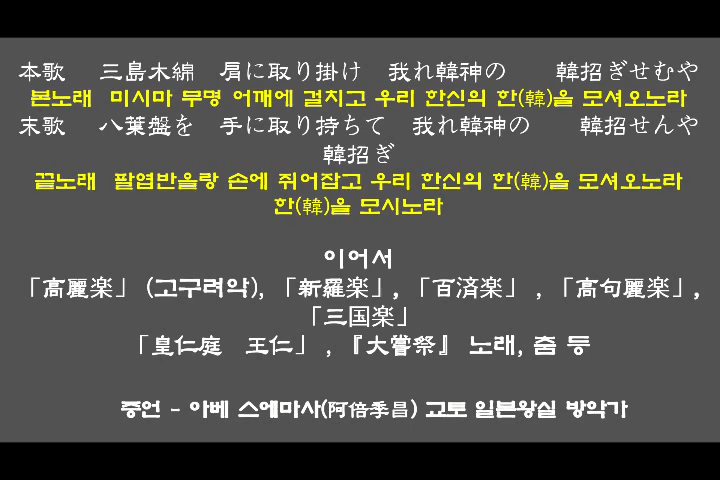 本歌　三島木綿　肩に取り掛け　我れ韓神の　韓招ぎせむや
본노래 미시마 무명 어깨에 걸치고 우리 한신의 한(韓)을 모셔오노라
末歌　八葉盤を　手に取り持ちて　我れ韓神の　韓招せんや
韓招ぎ
끝노래 팔엽반을랑 손에 쥐어잡고 우리 한신의 한(韓)을 모셔오노라
한(韓)을 모시노라
이어서
「高麗楽」 (고구려악), 「新羅楽」, 「百済楽」 , 「高句麗楽」,
「三国楽」
「皇仁庭　王仁」 , 『大嘗祭』 노래, 춤 등
증언 - 아베 스에마사(阿倍季昌) 교토 일본왕실 방악가